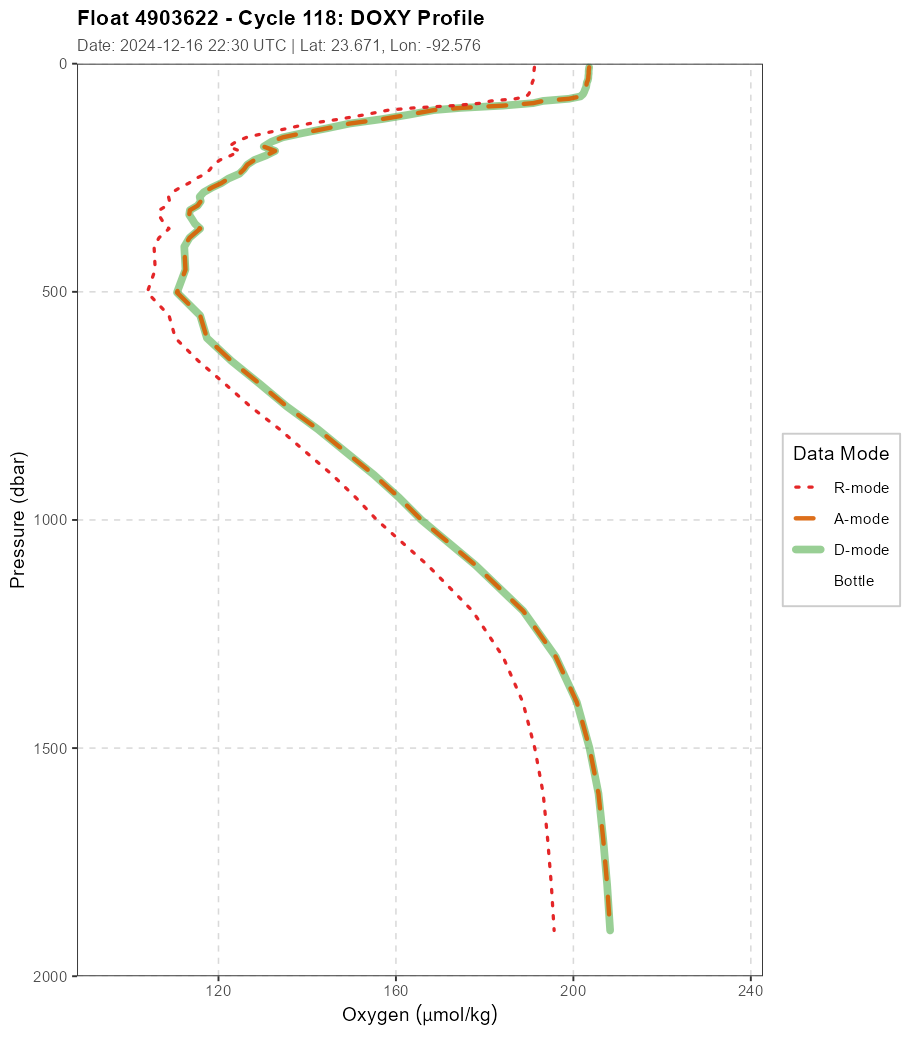 Float 4903622 - Cycle 118: DOXY Profile
Date: 2024-12-16 22:30 UTC | Lat: 23.671, Lon: -92.576
0
500
1000
1500
2000
Pressure (dbar)
120
160
200
240
Oxygen (μmol/kg)
Data Mode
R-mode
A-mode
D-mode
Bottle